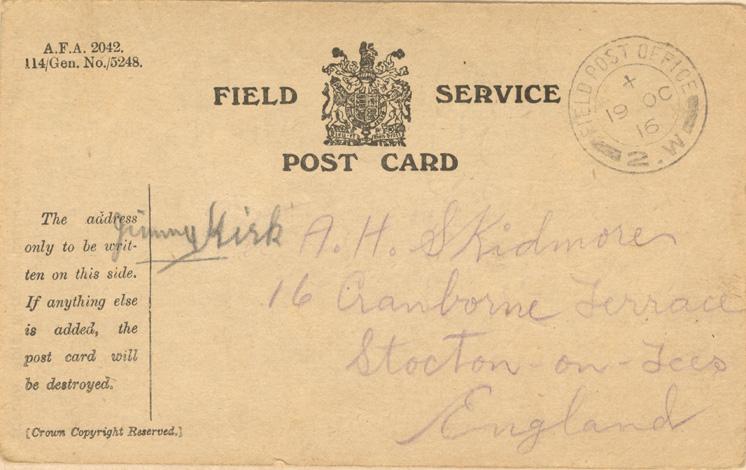 A.F.A. 2042.
114/Gen. No./5248.
FIELD SERVICE
POST CARD
FIELD POST OFFICE
X
19 OC
16
2.W
The address
only to be writ-
ten on this side.
If anything else
is added, the
post card will
be destroyed.
[Crown Copyright Reserved.]
Jimmy Kirk
A. H. Skidmore
16 Cranborne Terrace
Stocton-on-Tees
England